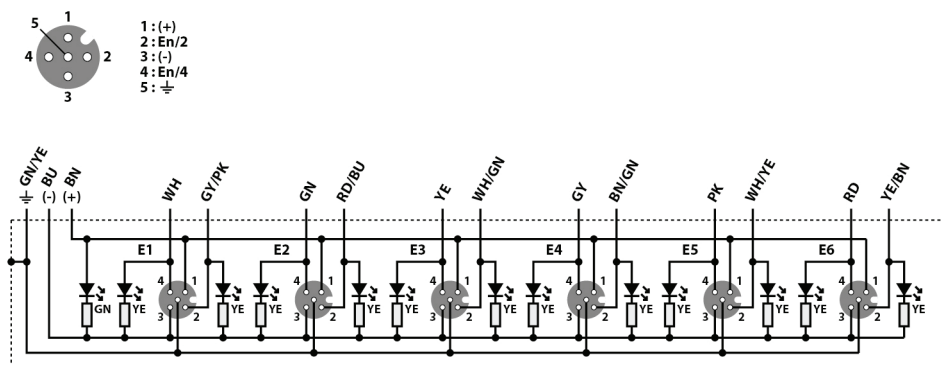 1
5
4
2
3
1 : (+)
2 : En/2
3 : (-)
4 : En/4
5 : ⏚
GN/YE
BU
(-)
BN
(+)
WH
GY/PK
GN
RD/BU
YE
WH/GN
GY
BN/GN
PK
WH/YE
RD
YE/BN
E1
E2
E3
E4
E5
E6
4 1 4 1 4 1 4 1 4 1 4 1
GN YE YE YE YE YE YE YE YE YE YE YE YE
3 2 3 2 3 2 3 2 3 2 3 2